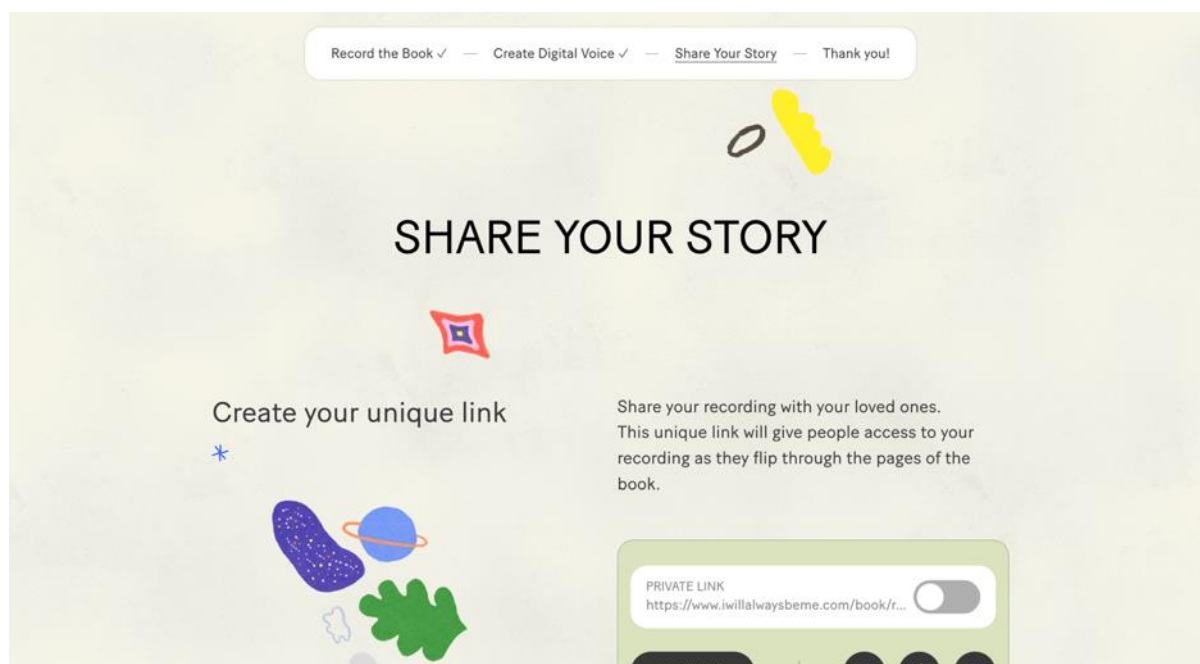 Record the Book ✓ — Create Digital Voice ✓ — Share Your Story — Thank you!
SHARE YOUR STORY
Create your unique link
Share your recording with your loved ones.
This unique link will give people access to your
recording as they flip through the pages of the
book.
PRIVATE LINK
https://www.iwillalwaysbeme.com/book/r...